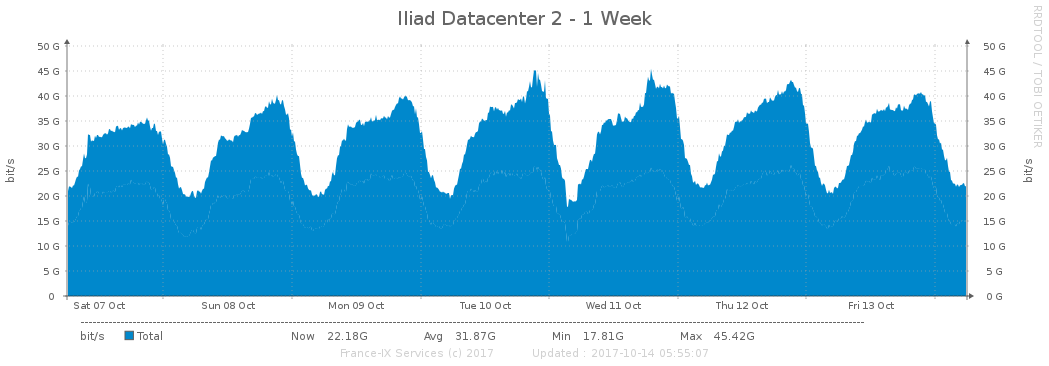 Iliad Datacenter 2 - 1 Week
RRDTOOL / TOBI OETIKER
50 G 50 G
45 G 45 G
40 G 40 G
35 G 35 G
30 G 30 G
25 G 25 G
20 G 20 G
15 G 15 G
10 G 10 G
5 G 5 G
0 0 G
bit/s bit/s
Sat 07 Oct Sun 08 Oct Mon 09 Oct Tue 10 Oct Wed 11 Oct Thu 12 Oct Fri 13 Oct
bit/s Total Now 22.18G Avg 31.87G Min 17.81G Max 45.42G
France-IX Services (c) 2017 Updated : 2017-10-14 05:55:07